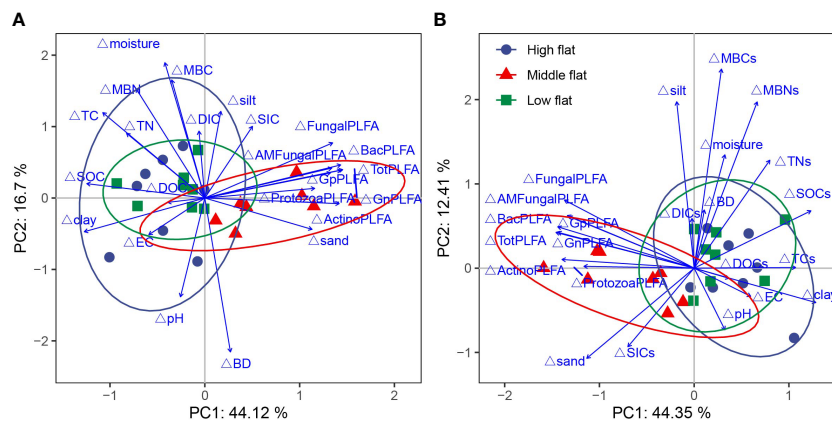 A
B
△moisture
△MBC
△MBN
△silt
△TC
△TN
△DIC
△SIC
△FungalPLFA
△BacPLFA
△AMFungalPLFA
△TotPLFA
△SOC
△DOC
△GpPLFA
△ProtozoaPLFA
△GnPLFA
△clay
△ActinoPLFA
△EC
△sand
△pH
△BD
2
1
0
−1
−2
PC2: 16.7 %
−1
0
1
2
PC1: 44.12 %
High flat
Middle flat
Low flat
△MBCs
△silt
△MBNs
△moisture
△TNs
△FungalPLFA
△SOCs
△AMFungalPLFA
△BD
△BacPLFA
△GpPLFA
△DICs
△TotPLFA
△GnPLFA
△DOCs
△TCs
△ActinoPLFA
△ProtozoaPLFA
△EC
△clay
△pH
△sand
△SICs
2
1
0
−1
PC2: 12.41 %
−2
−1
0
1
PC1: 44.35 %